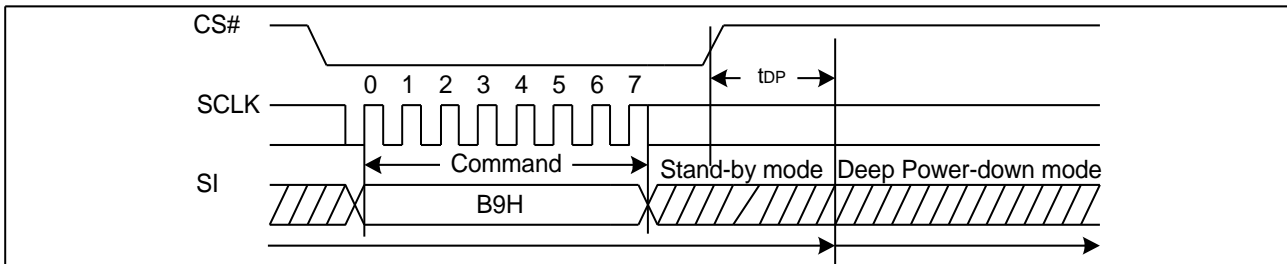 CS#
tDP
0 1 2 3 4 5 6 7
SCLK
Command
Stand-by mode Deep Power-down mode
SI
B9H